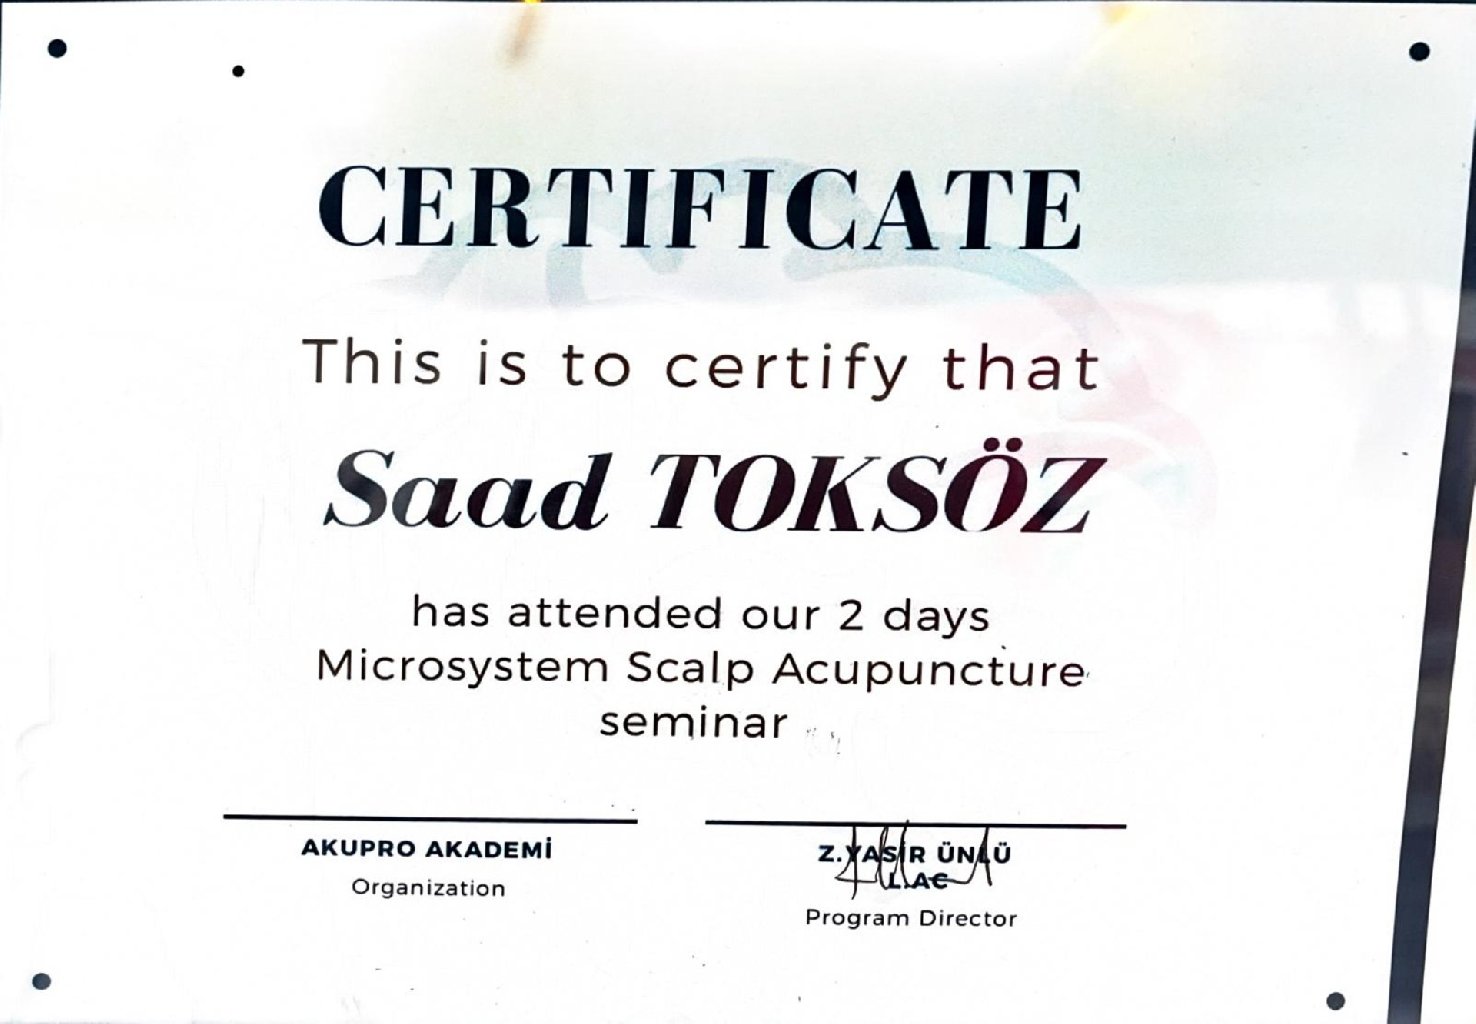 CERTIFICATE
This is to certify that
Saad TOKSÖZ
has attended our 2 days
Microsystem Scalp Acupuncture
seminar
AKUPRO AKADEMİ
Organization
Z.YASİR ÜNLÜ
L.AC
Program Director